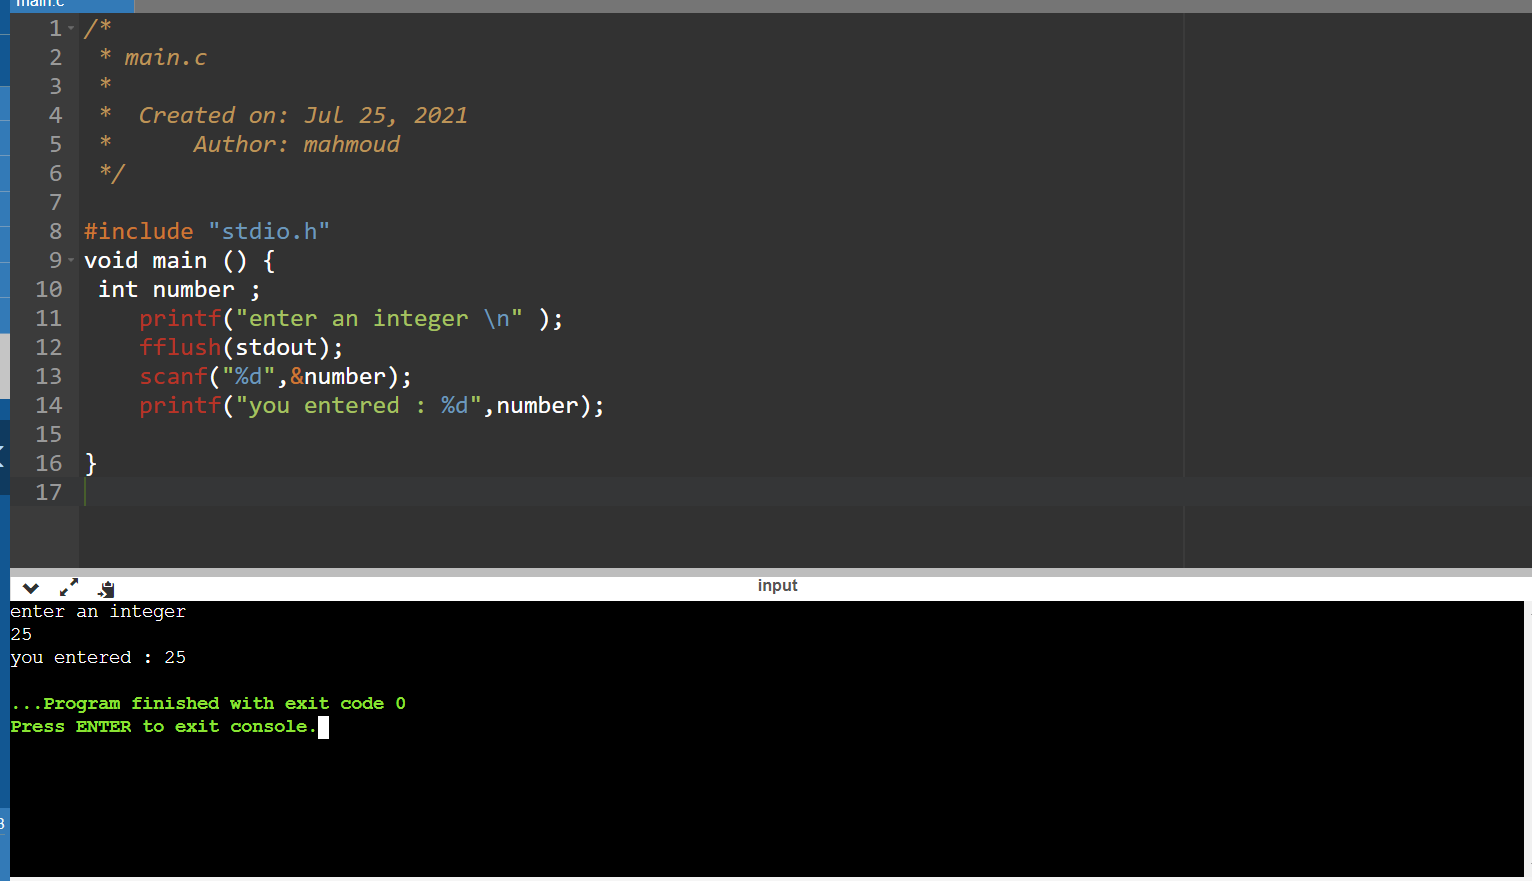 main.c
1 /*
2  * main.c
3  *
4  *  Created on: Jul 25, 2021
5  *      Author: mahmoud
6  */
7
8 #include "stdio.h"
9 void main () {
10  int number ;
11     printf("enter an integer \n" );
12     fflush(stdout);
13     scanf("%d",&number);
14     printf("you entered : %d",number);
15
16 }
17
input
enter an integer
25
you entered : 25
...Program finished with exit code 0
Press ENTER to exit console.